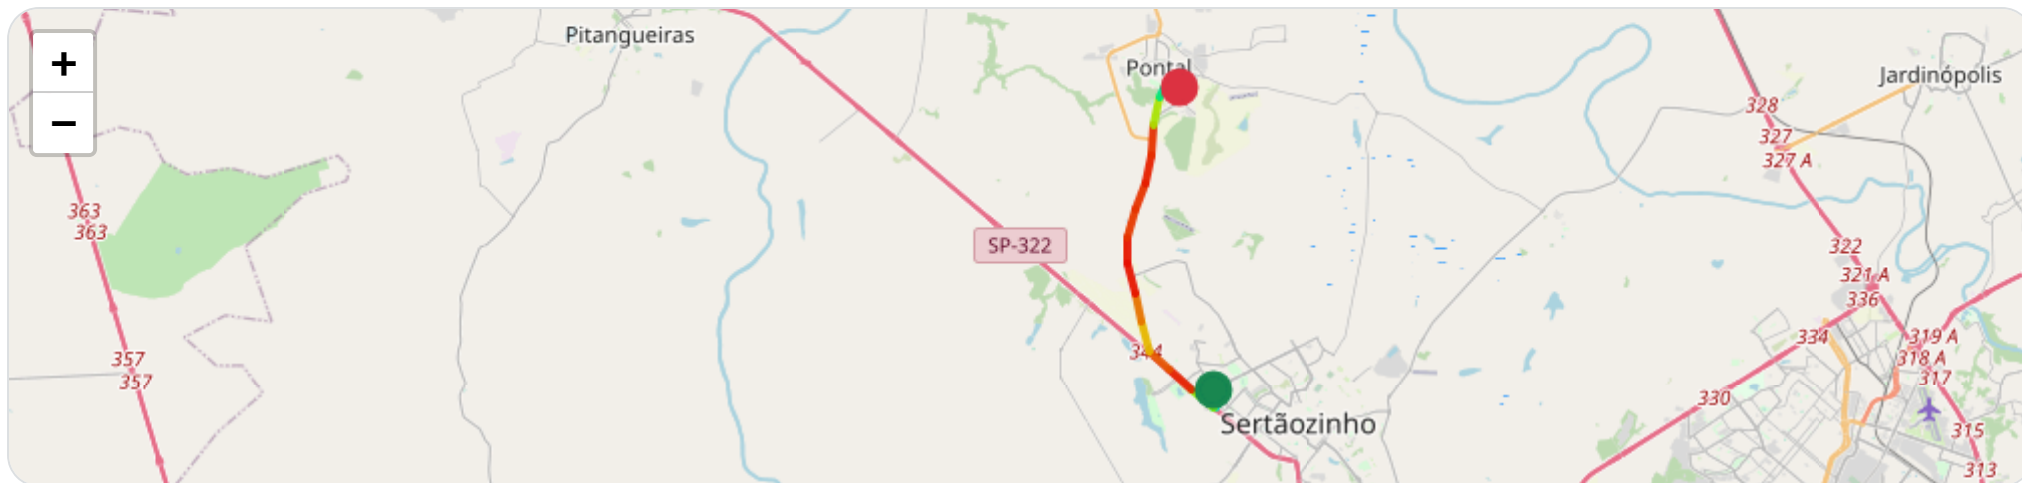 +
−
Pitangueiras
Pontal
Jardinópolis
328
327
327 A
363
363
SP-322
322
321 A
336
344
334
319 A
318 A
317
357
357
330
Sertãozinho
315
313